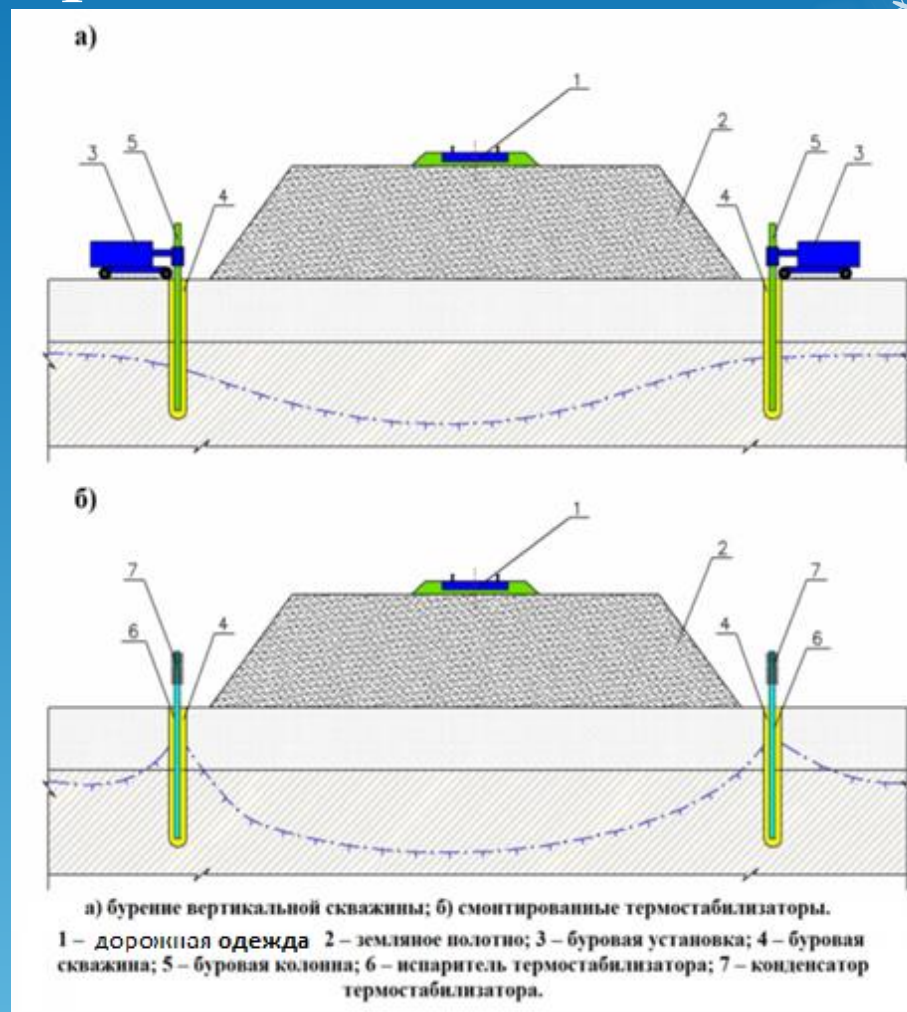 а)
1
2
3
5
4
5
3
4
б)
1
2
7
7
6
4
4
6
а) бурение вертикальной скважины; б) смонтированные термостабилизаторы.
1 – дорожная одежда 2 – земляное полотно; 3 – буровая установка; 4 – буровая
скважина; 5 – буровая колонна; 6 – испаритель термостабилизатора; 7 – конденсатор
термостабилизатора.